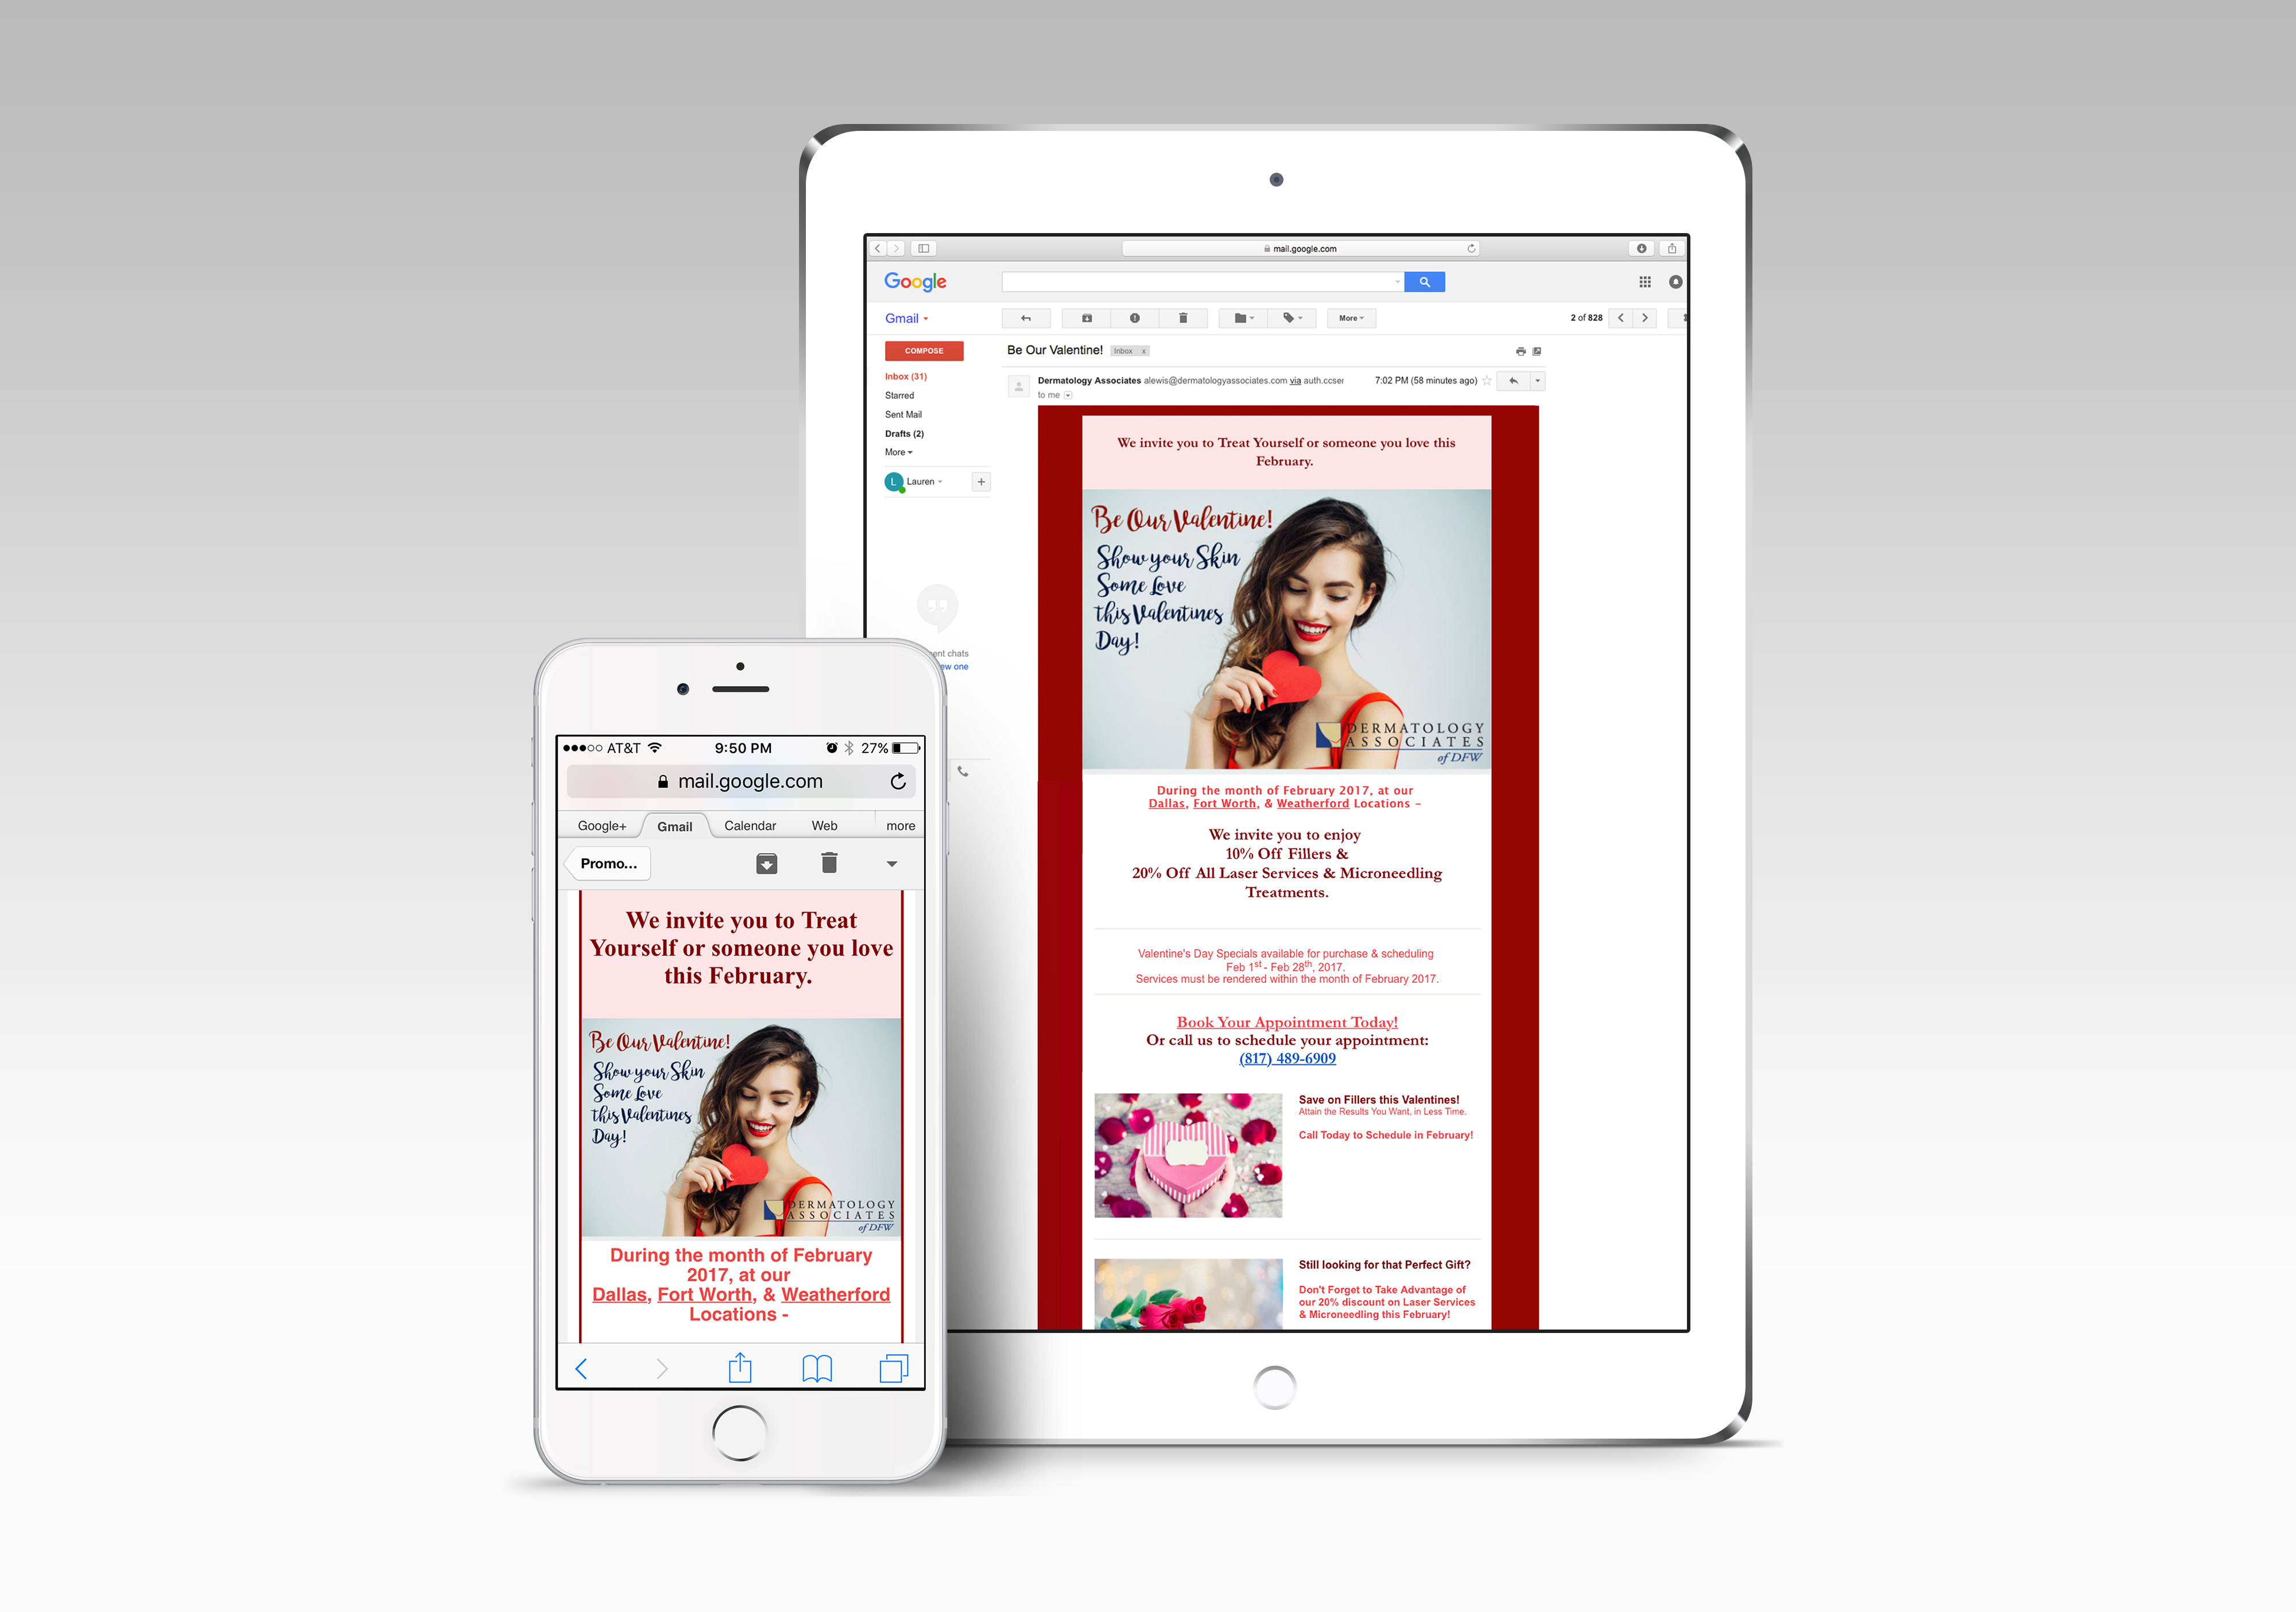 mail.google.com
Google
Gmail
More
2 of 828
COMPOSE
Be Our Valentine!
Inbox x
Inbox (31)
Starred
Sent Mail
Drafts (2)
More
Lauren
L
+
Dermatology Associates alewis@dermatologyassociates.com via auth.ccser
7:02 PM (58 minutes ago)
to me
We invite you to Treat Yourself or someone you love this
February.
Be Our Valentine!
Show your Skin
Some Love
this Valentines
Day!
DERMATOLOGY
ASSOCIATES
of DFW
During the month of February 2017, at our
Dallas, Fort Worth, & Weatherford Locations -
We invite you to enjoy
10% Off Fillers &
20% Off All Laser Services & Microneedling
Treatments.
Valentine's Day Specials available for purchase & scheduling
Feb 1st - Feb 28th, 2017.
Services must be rendered within the month of February 2017.
Book Your Appointment Today!
Or call us to schedule your appointment:
(817) 489-6909
Save on Fillers this Valentines!
Attain the Results You Want, in Less Time.
Call Today to Schedule in February!
Still looking for that Perfect Gift?
Don't Forget to Take Advantage of
our 20% discount on Laser Services
& Microneedling this February!
chats
one
AT&T 9:50 PM 27%
mail.google.com
Google+ Gmail Calendar Web more
Promo...
We invite you to Treat
Yourself or someone you love
this February.
Be Our Valentine!
Show your Skin
Some Love
this Valentines
Day!
DERMATOLOGY
ASSOCIATES
of DFW
During the month of February
2017, at our
Dallas, Fort Worth, & Weatherford
Locations -